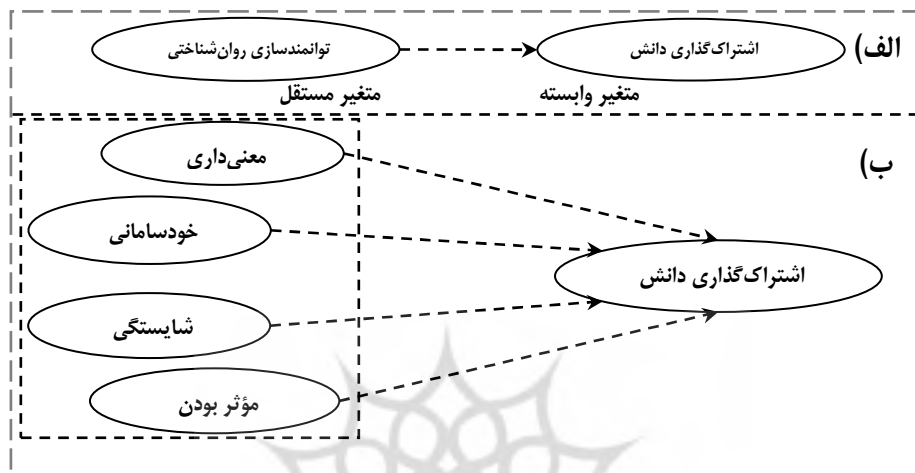 الف)
اشتراک‌گذاری دانش
توانمندسازی روان‌شناختی
متغیر وابسته
متغیر مستقل
ب)
معنی‌داری
خودسامانی
اشتراک‌گذاری دانش
شایستگی
مؤثر بودن